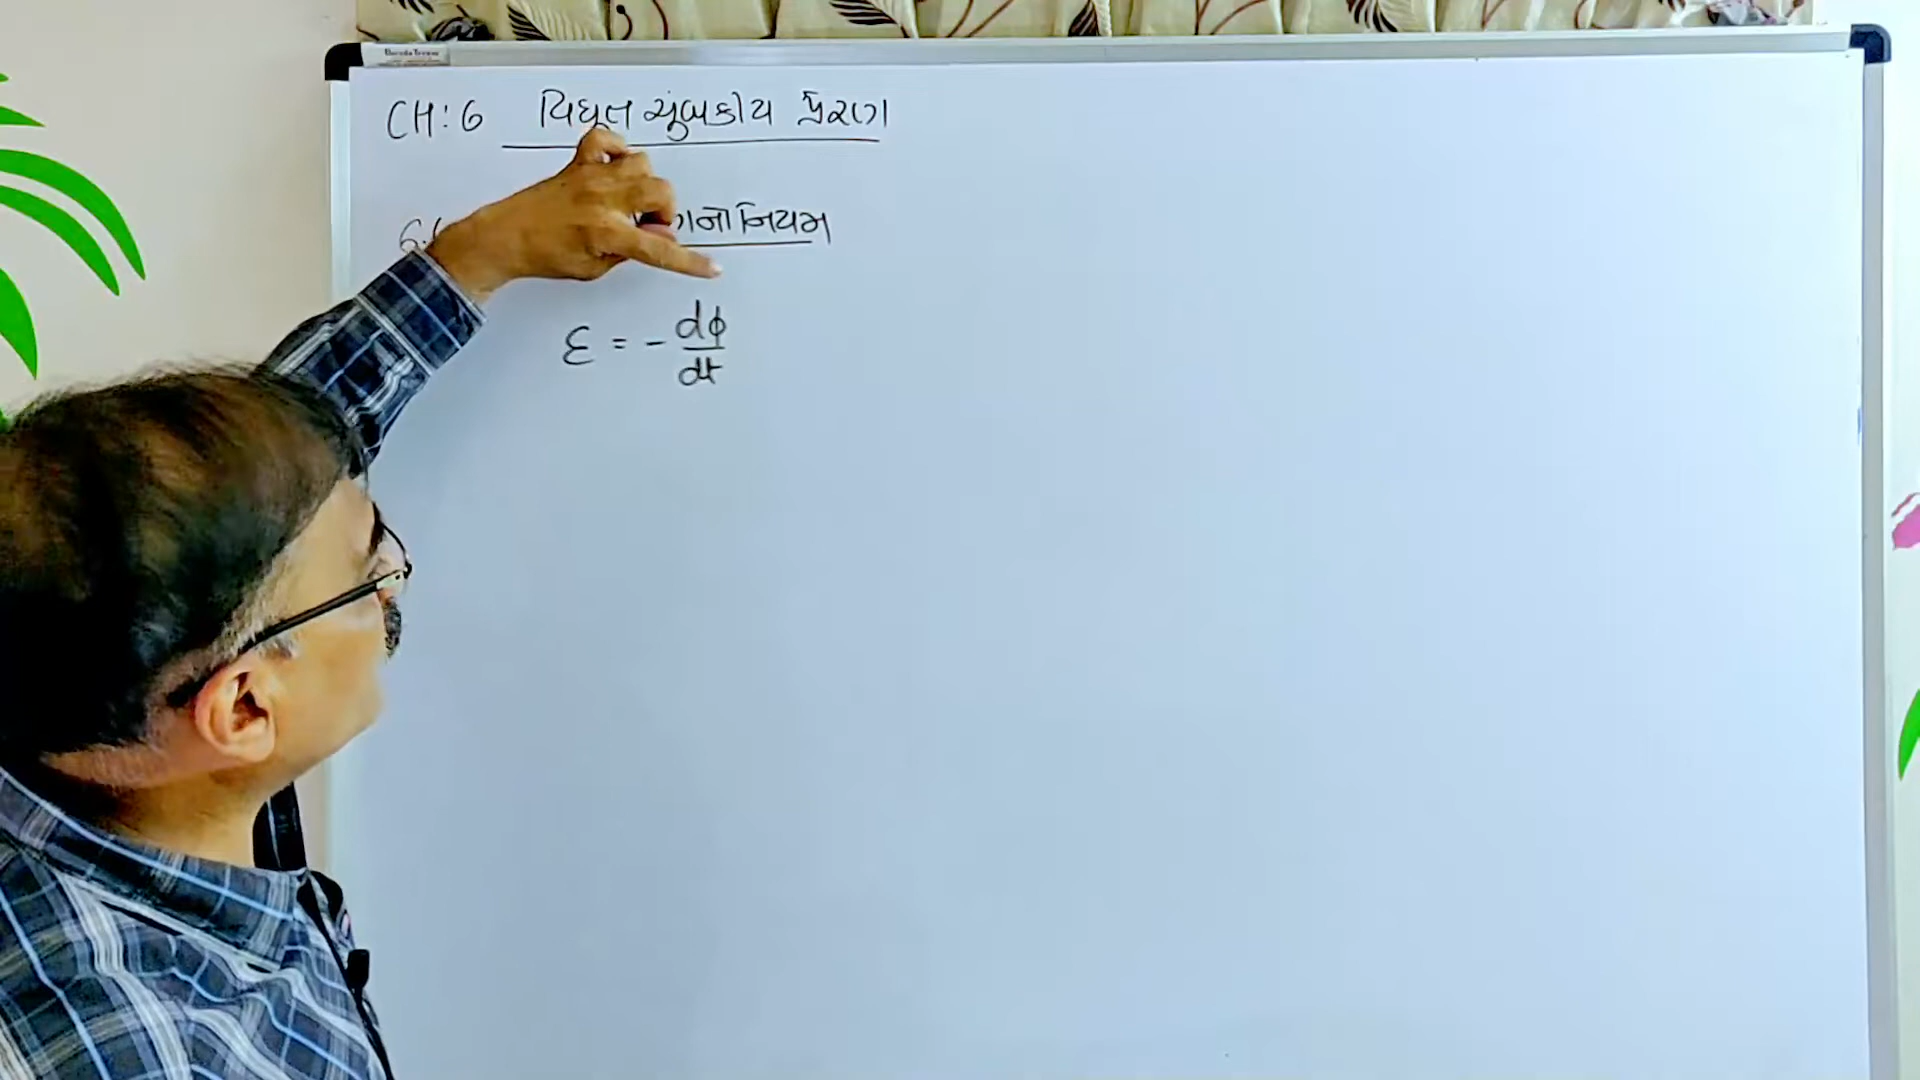 CH: 6 વિદ્યુત ચુંબકીય પ્રેરણ
નિયમ
ε = - dϕ/dt